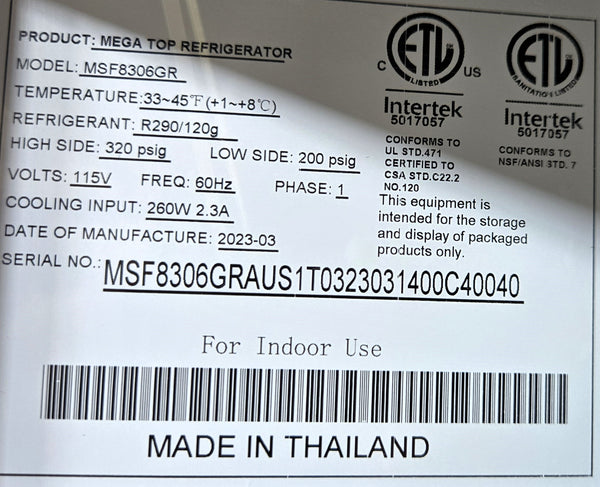 PRODUCT: MEGA TOP REFRIGERATOR
MODEL: MSF8306GR
TEMPERATURE:33~45℉(+1~+8℃)
REFRIGERANT: R290/120g
HIGH SIDE: 320 psig LOW SIDE: 200 psig
VOLTS: 115V FREQ: 60Hz PHASE: 1
COOLING INPUT: 260W 2.3A
DATE OF MANUFACTURE: 2023-03
SERIAL NO.: MSF8306GRAUS1T0323031400C40040
C ETL US
LISTED
Intertek
5017057
CONFORMS TO
UL STD.471
CERTIFIED TO
CSA STD.C22.2
NO.120
ETL
SANITATION LISTED
Intertek
5017057
CONFORMS TO
NSF/ANSI STD. 7
This equipment is
intended for the storage
and display of packaged
products only.
For Indoor Use
MADE IN THAILAND